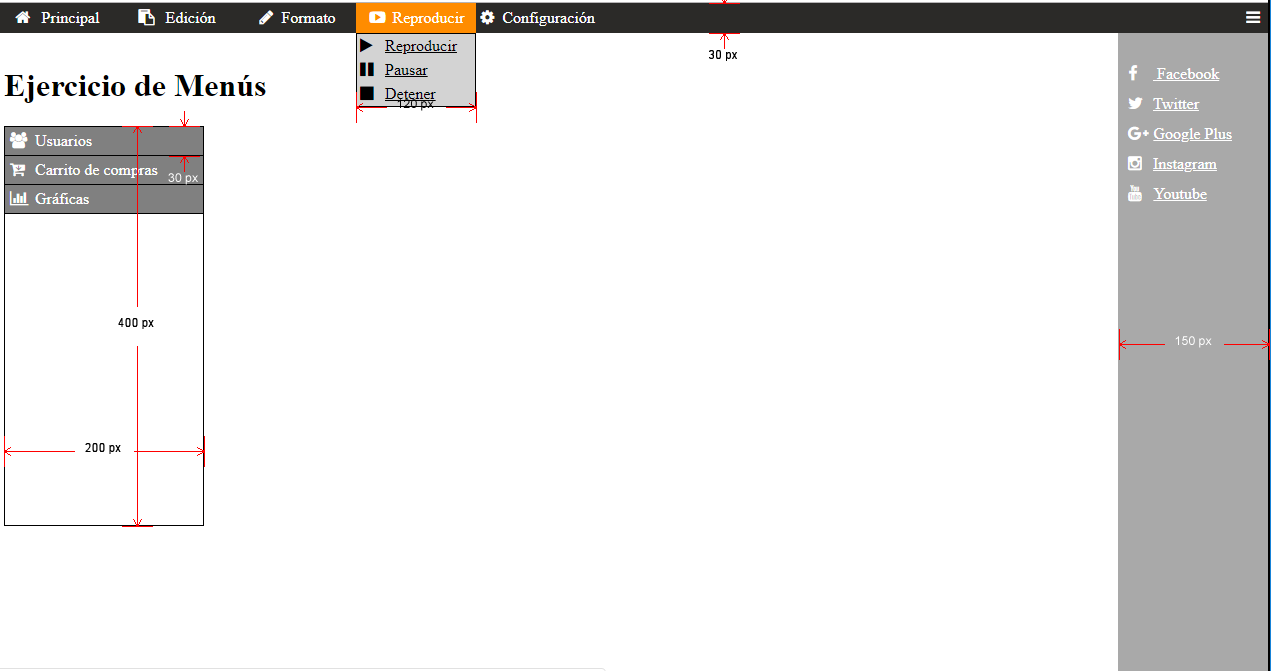 Principal Edición Formato Reproducir Configuración
Reproducir
Pausar
Detener
120 px
30 px
Ejercicio de Menús
Usuarios
Carrito de compras
30 px
Gráficas
400 px
200 px
Facebook
Twitter
Google Plus
Instagram
Youtube
150 px